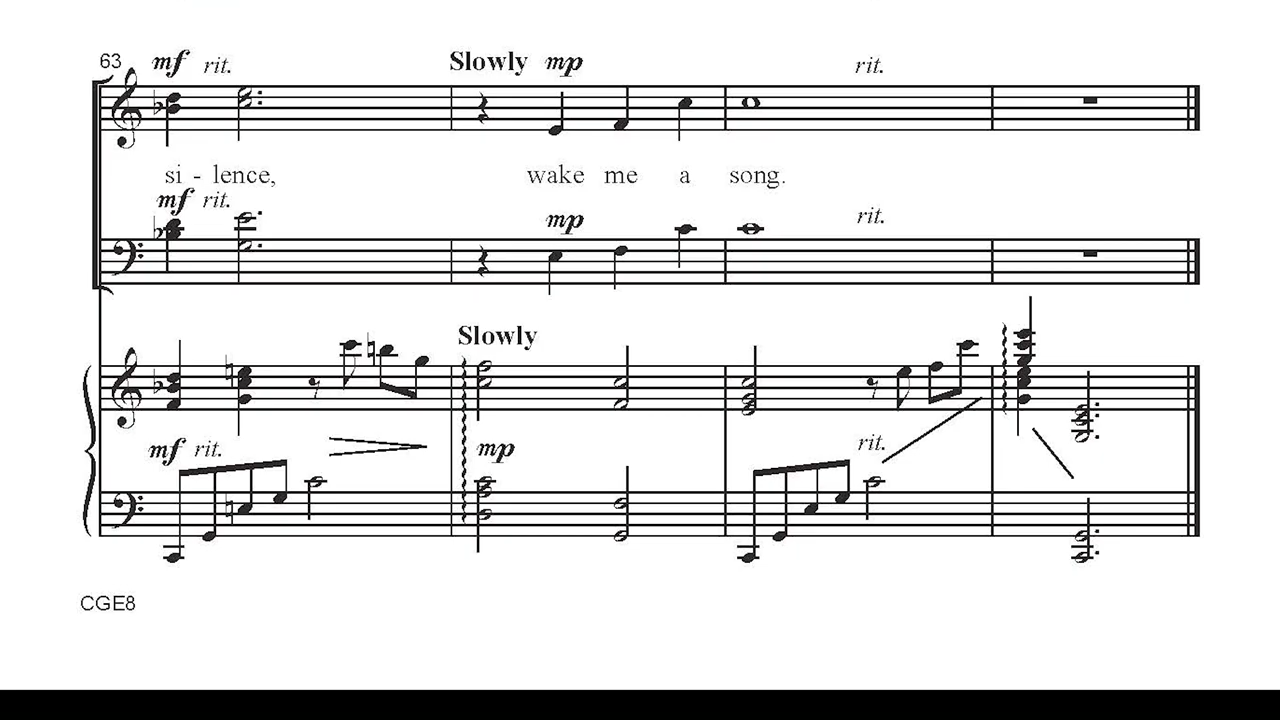 63 mf rit. Slowly mp rit.
si - lence, wake me a song.
mf rit. mp rit.
Slowly
mf rit. mp rit.
CGE8